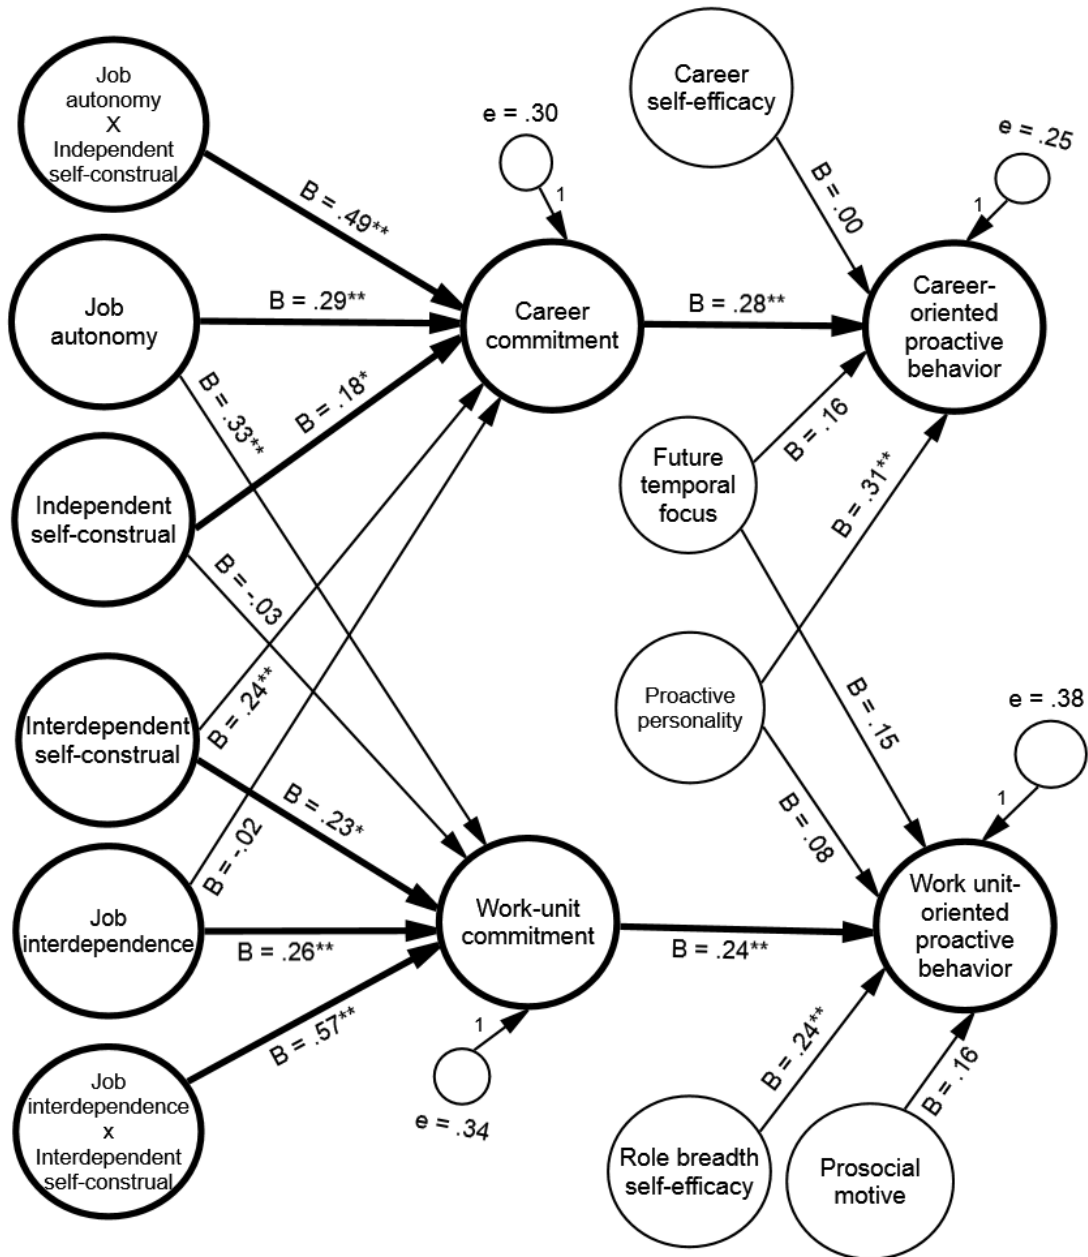 Job
autonomy
X
Independent
self-construal
Career
self-efficacy
e = .30
e = .25
1
1
B = .49**
B = .00
Job
autonomy
B = .29**
Career
commitment
B = .28**
Career-
oriented
proactive
behavior
B = .33**
B = .18*
B = .16
Future
temporal
focus
B = .31**
Independent
self-construal
B = -.03
B = .24**
Proactive
personality
B = .15
e = .38
1
Interdependent
self-construal
B = .23*
B = -.02
B = .08
Job
interdependence
B = .26**
Work-unit
commitment
B = .24**
Work unit-
oriented
proactive
behavior
B = .57**
1
e = .34
B = .24**
B = .16
Job
interdependence
x
Interdependent
self-construal
Role breadth
self-efficacy
Prosocial
motive